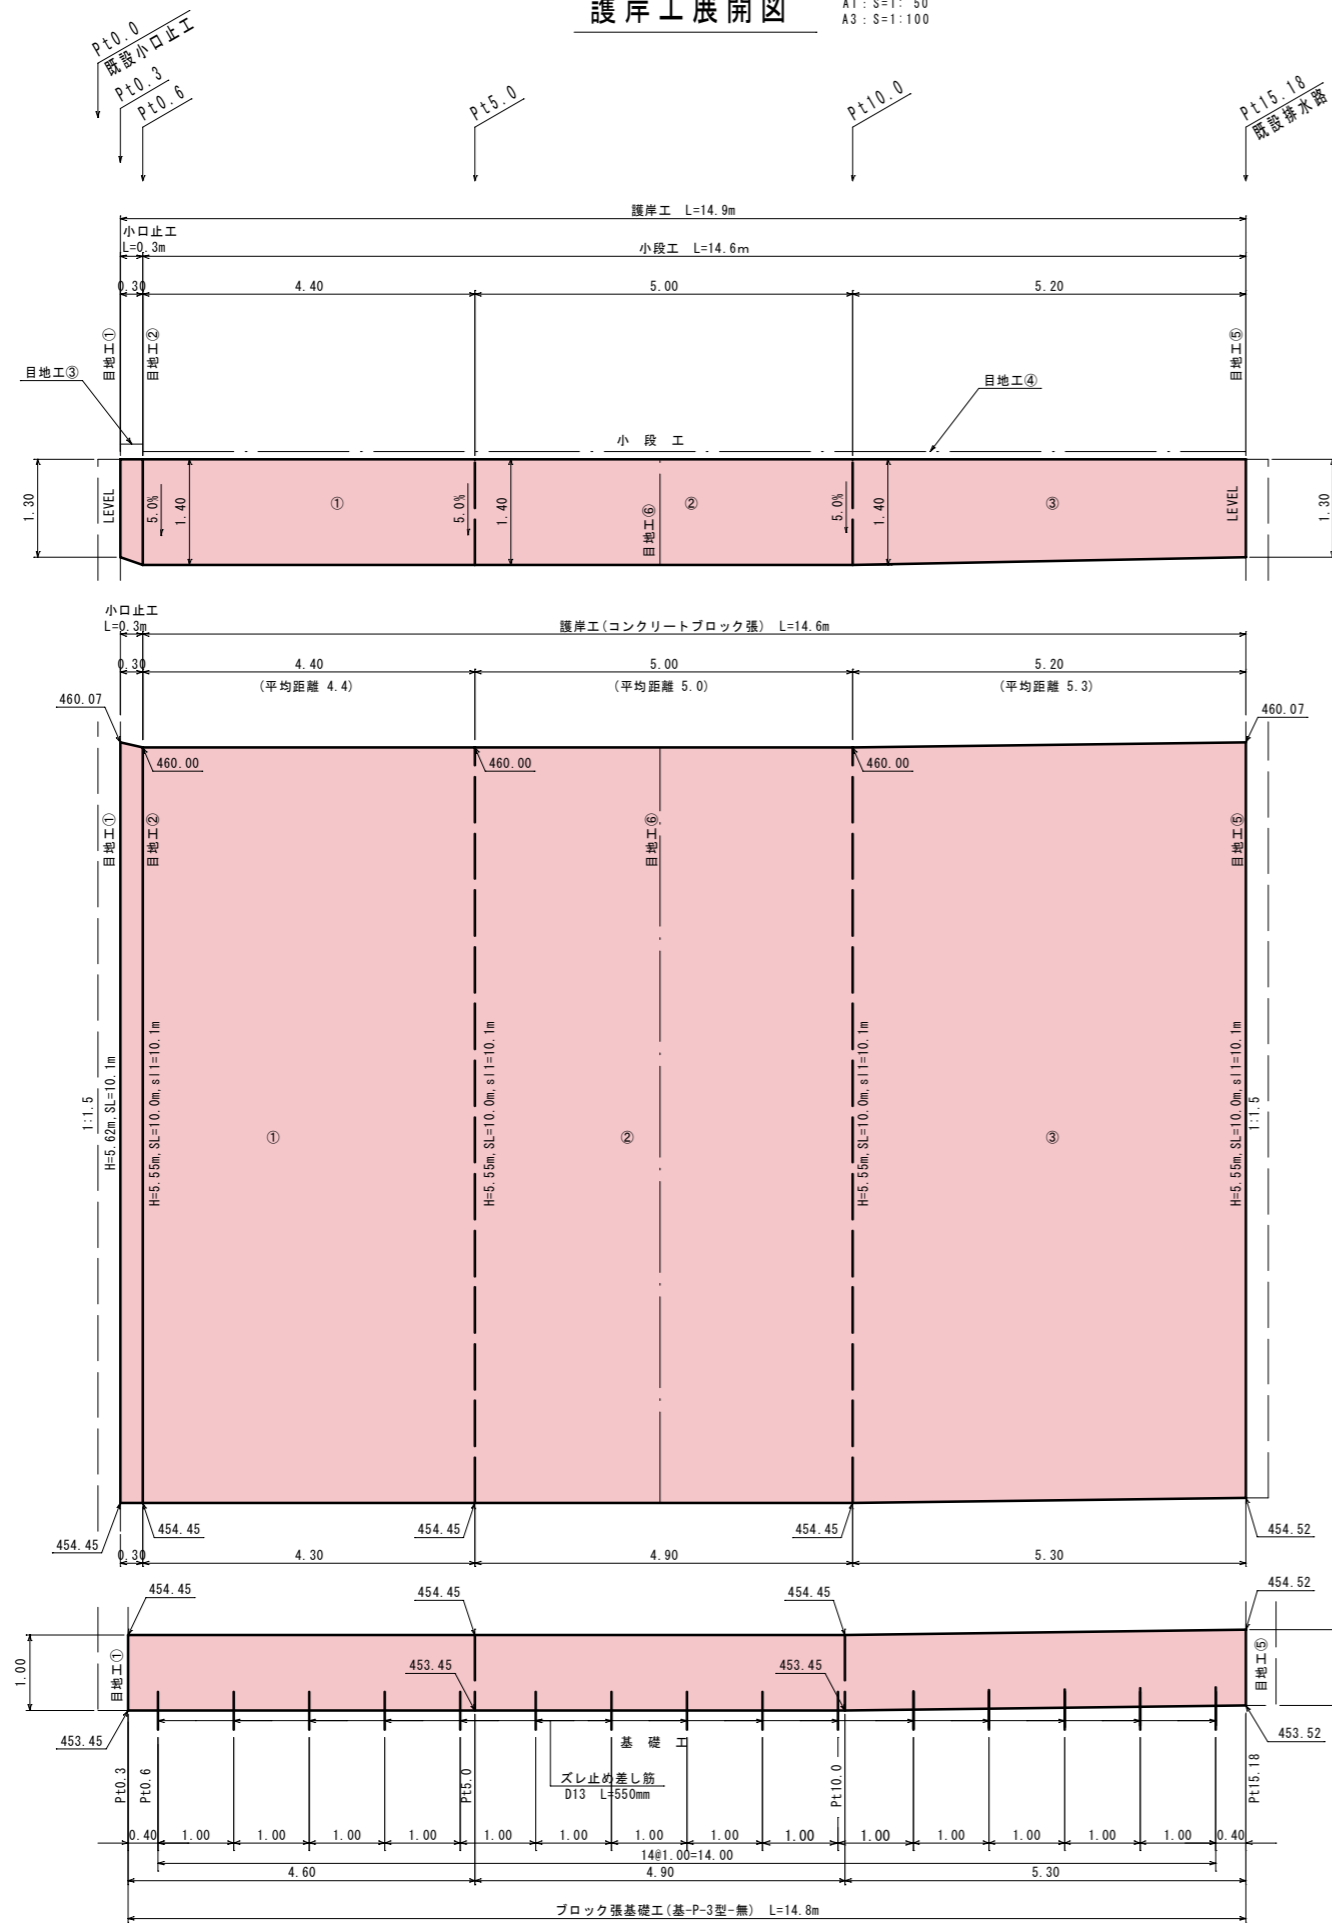 護岸工展開図
A1：S=1: 50
A3：S=1:100
Pt0.0
既設小口止工
Pt0.3
Pt0.6
Pt5.0
Pt10.0
Pt15.18
既設排水路
護岸工 L=14.9m
小口止工
L=0.3m
小段工 L=14.6m
0.30
4.40
5.00
5.20
目地工①
目地工②
目地工⑤
目地工③
目地工④
小 段 工
1.30
LEVEL
5.0%
1.40
①
5.0%
1.40
目地工⑥
②
5.0%
1.40
③
LEVEL
1.30
小口止工
L=0.3m
護岸工(コンクリートブロック張) L=14.6m
0.30
4.40
5.00
5.20
(平均距離 4.4)
(平均距離 5.0)
(平均距離 5.3)
460.07
460.00
460.00
460.00
460.07
目地工①
目地工②
目地工⑥
目地工⑤
1:1.5
H=5.62m,SL=10.1m
H=5.55m,SL=10.0m,sl1=10.1m
H=5.55m,SL=10.0m,sl1=10.1m
H=5.55m,SL=10.0m,sl1=10.1m
H=5.55m,SL=10.0m,sl1=10.1m
1:1.5
①
②
③
454.45
454.45
454.45
454.45
454.52
0.30
4.30
4.90
5.30
454.45
454.45
454.45
454.52
1.00
目地工①
453.45
453.45
目地工⑤
453.45
453.52
基 礎 工
Pt0.3
Pt0.6
Pt5.0
Pt10.0
Pt15.18
ズレ止め差し筋
D13 L=550mm
0.40
1.00
1.00
1.00
1.00
1.00
1.00
1.00
1.00
1.00
1.00
1.00
1.00
1.00
1.00
0.40
14@1.00=14.00
4.60
4.90
5.30
ブロック張基礎工(基-P-3型-無) L=14.8m